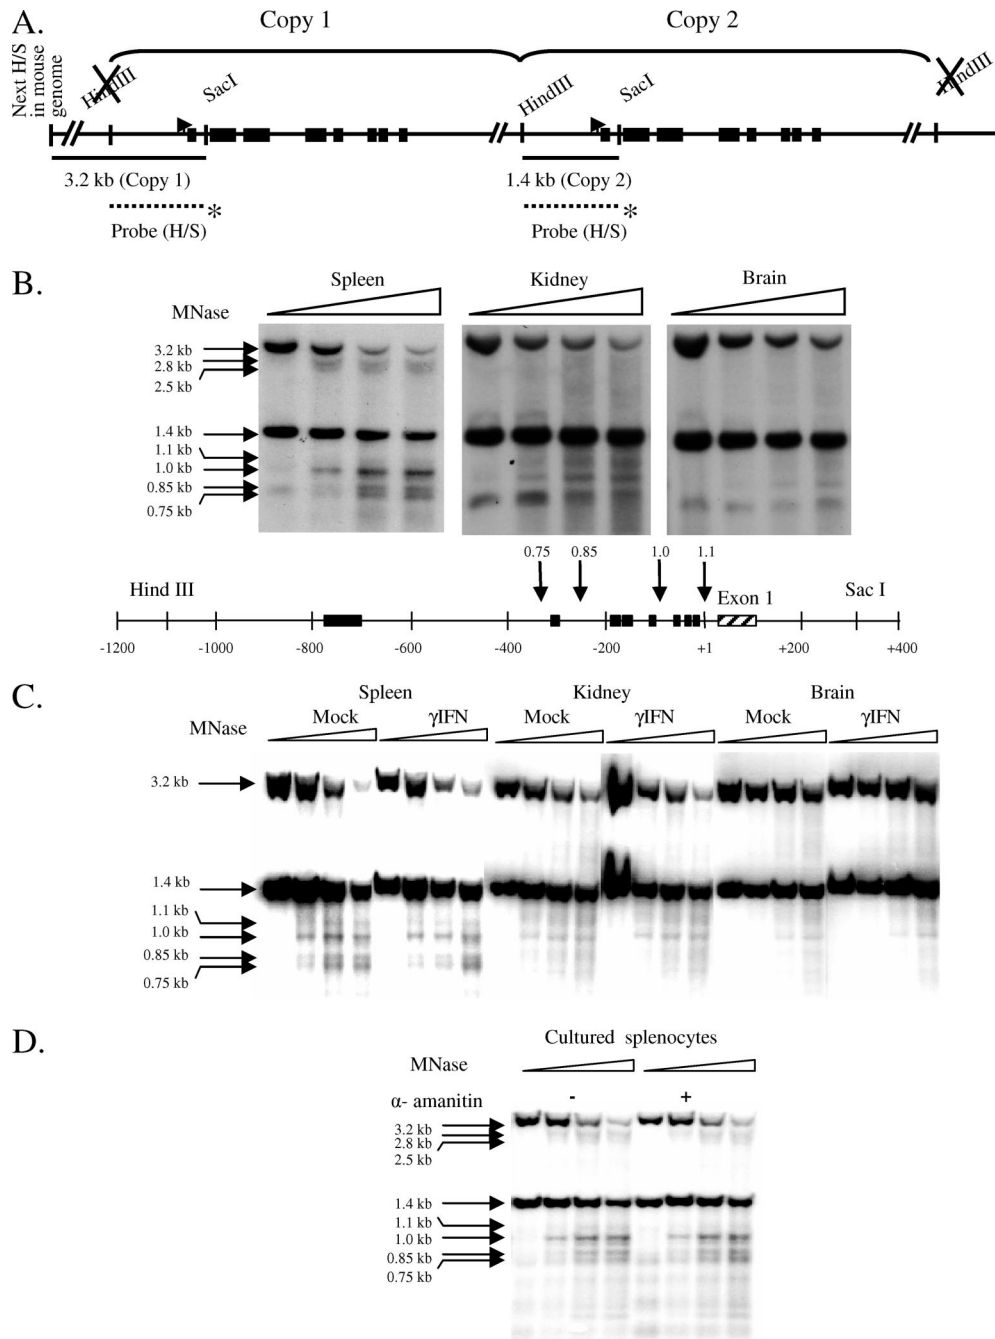 A.
Copy 1
Copy 2
Next H/S
in mouse
genome
HindIII
SacI
HindIII
SacI
HindIII
3.2 kb (Copy 1)
1.4 kb (Copy 2)
*
*
Probe (H/S)
Probe (H/S)
B.
Spleen
Kidney
Brain
MNase
3.2 kb
2.8 kb
2.5 kb
1.4 kb
1.1 kb
1.0 kb
0.85 kb
0.75 kb
0.75 0.85 1.0 1.1
Hind III
Exon 1
Sac I
-1200 -1000 -800 -600 -400 -200 +1 +200 +400
C.
Spleen
Kidney
Brain
MNase
Mock γIFN Mock γIFN Mock γIFN
3.2 kb
1.4 kb
1.1 kb
1.0 kb
0.85 kb
0.75 kb
D.
Cultured splenocytes
MNase
α- amanitin - +
3.2 kb
2.8 kb
2.5 kb
1.4 kb
1.1 kb
1.0 kb
0.85 kb
0.75 kb